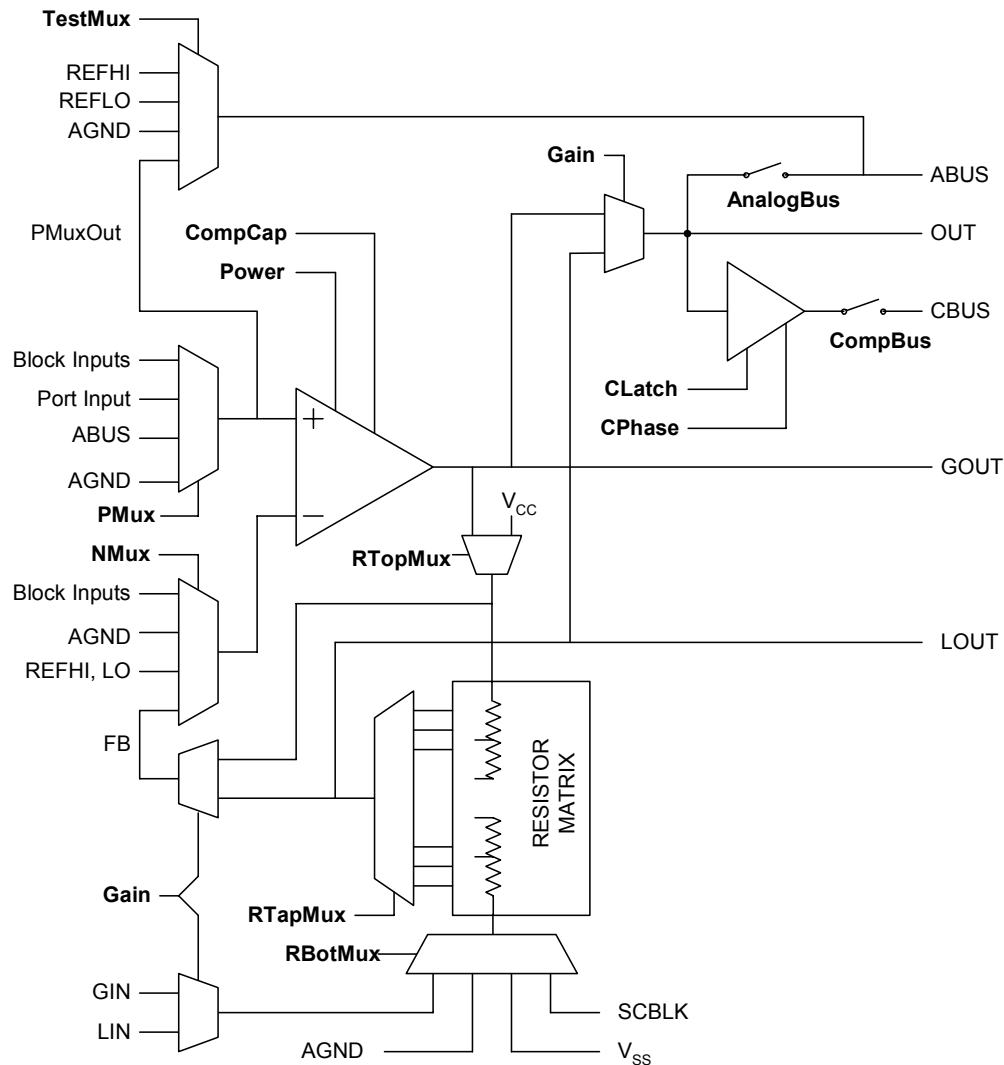 TestMux
REFHI
REFLO
AGND
PMuxOut
CompCap
Power
Gain
AnalogBus
ABUS
OUT
CBUS
CompBus
CLatch
CPhase
Block Inputs
Port Input
ABUS
AGND
PMux
+
−
GOUT
VCC
RTopMux
NMux
Block Inputs
AGND
REFHI, LO
FB
LOUT
RESISTOR
MATRIX
Gain
RTapMux
RBotMux
GIN
LIN
SCBLK
AGND
VSS